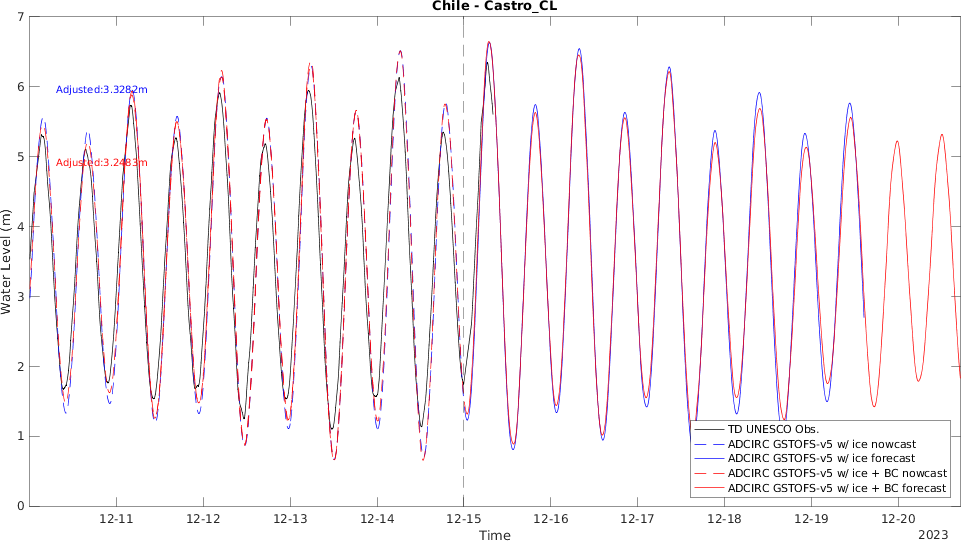 Chile - Castro_CL
7
6
5
4
3
2
1
0
Water Level (m)
Adjusted:3.3282m
Adjusted:3.2483m
TD UNESCO Obs.
ADCIRC GSTOFS-v5 w/ ice nowcast
ADCIRC GSTOFS-v5 w/ ice forecast
ADCIRC GSTOFS-v5 w/ ice + BC nowcast
ADCIRC GSTOFS-v5 w/ ice + BC forecast
12-11 12-12 12-13 12-14 12-15 12-16 12-17 12-18 12-19 12-20
Time
2023